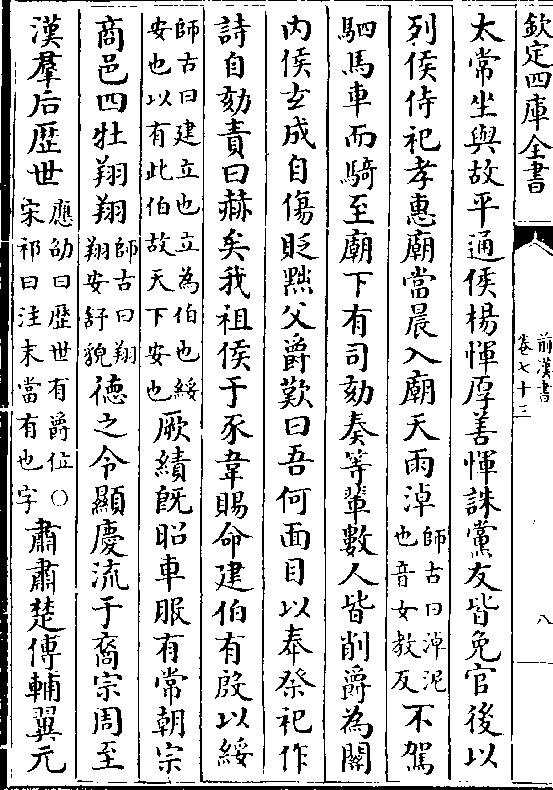 欽定四庫全書
前漢書
卷七十三
八
太常坐與故平通侯楊惲厚善惲誅黨友皆免官後以
列侯侍祀孝惠廟當晨入廟天雨淖師古曰淖泥也音女教反不駕
駟馬車而騎至廟下有司劾奏等輩數人皆削爵為關
内侯玄成自傷貶黜父爵歎曰吾何面目以奉祭祀作
詩自劾責曰赫矣我祖侯于豕韋賜命建伯有殷以綏
師古曰建立也立為伯也綏安也以有此伯故天下安也厥績既昭車服有常朝宗
商邑四牡翔翔師古曰翔翔安舒貌德之令顯慶流于裔宗周至
漢羣后歷世應劭曰歷世有爵位○宋祁曰注末當有也字肅肅楚傅輔翼元